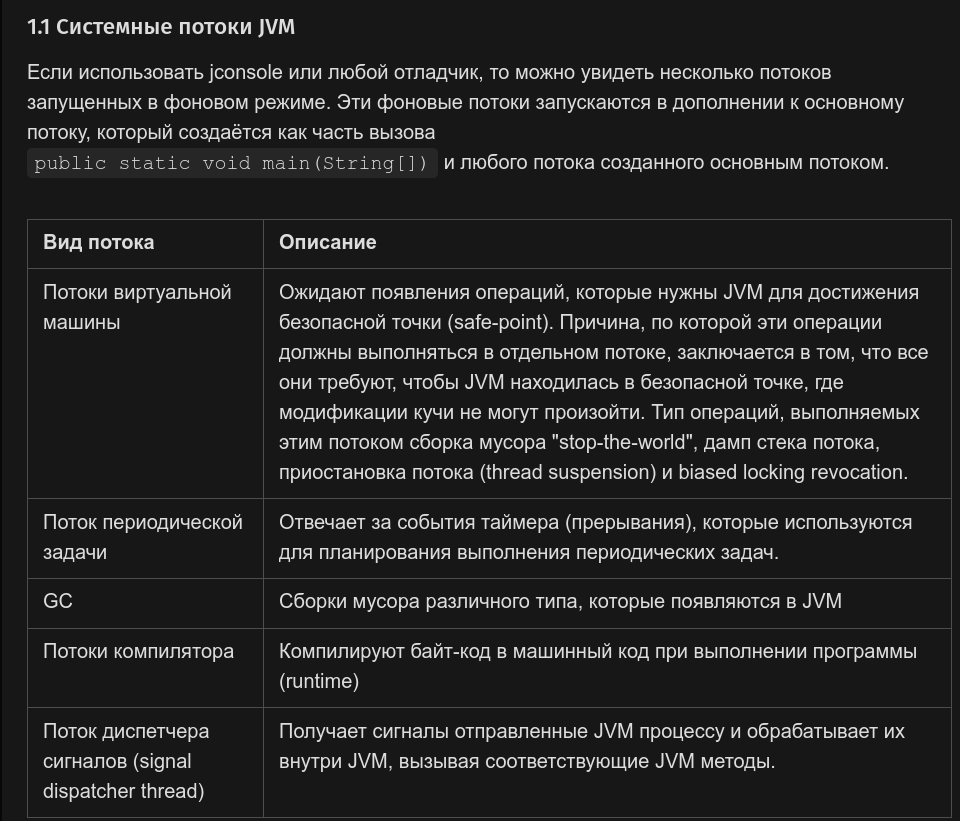 1.1 Системные потоки JVM
Если использовать jconsole или любой отладчик, то можно увидеть несколько потоков
запущенных в фоновом режиме. Эти фоновые потоки запускаются в дополнении к основному
потоку, который создаётся как часть вызова
public static void main(String[]) и любого потока созданного основным потоком.
Вид потока
Описание
Потоки виртуальной
машины
Ожидают появления операций, которые нужны JVM для достижения
безопасной точки (safe-point). Причина, по которой эти операции
должны выполняться в отдельном потоке, заключается в том, что все
они требуют, чтобы JVM находилась в безопасной точке, где
модификации кучи не могут произойти. Тип операций, выполняемых
этим потоком сборка мусора "stop-the-world", дамп стека потока,
приостановка потока (thread suspension) и biased locking revocation.
Поток периодической
задачи
Отвечает за события таймера (прерывания), которые используются
для планирования выполнения периодических задач.
GC
Сборки мусора различного типа, которые появляются в JVM
Потоки компилятора
Компилируют байт-код в машинный код при выполнении программы
(runtime)
Поток диспетчера
сигналов (signal
dispatcher thread)
Получает сигналы отправленные JVM процессу и обрабатывает их
внутри JVM, вызывая соответствующие JVM методы.